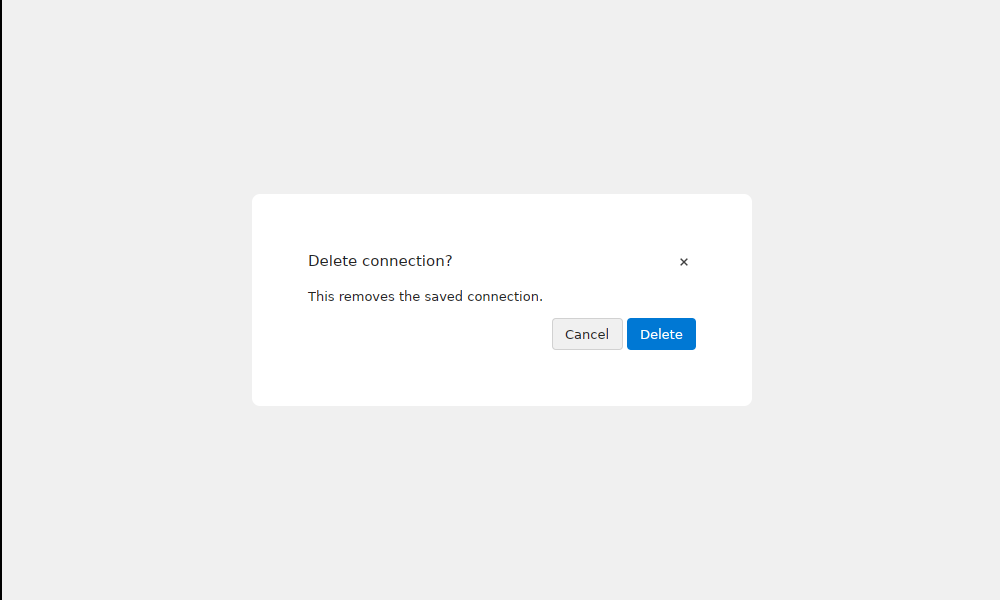 Delete connection? ×
This removes the saved connection.
Cancel Delete